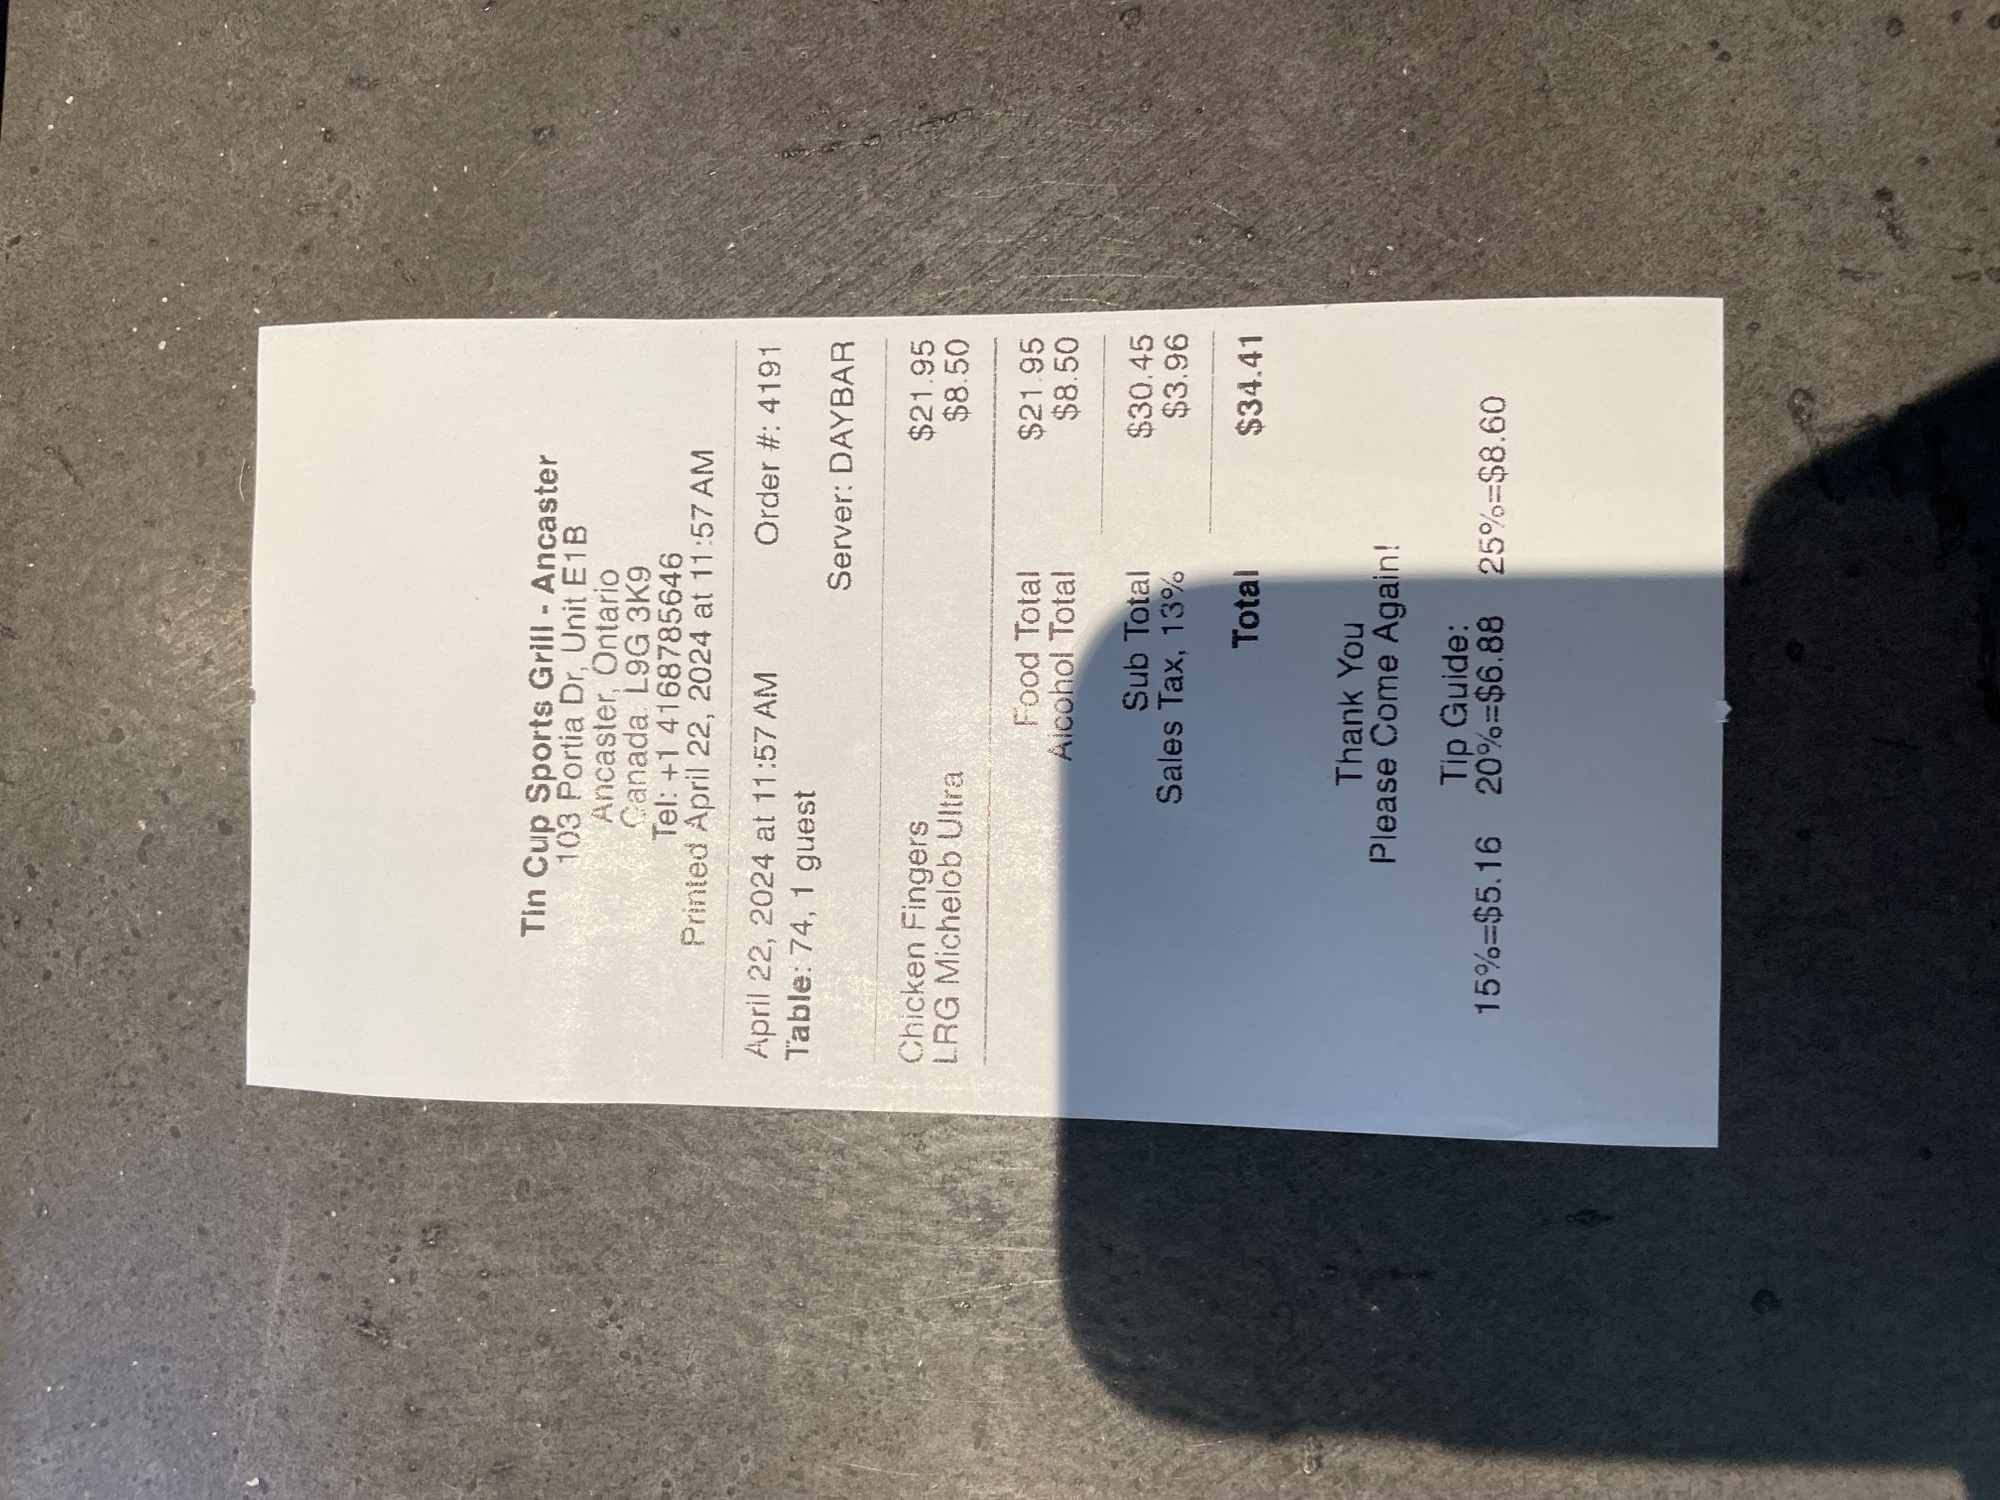 Tin Cup Sports Grill - Ancaster
103 Portia Dr, Unit E1B
Ancaster, Ontario
Canada. L9G 3K9
Tel: +1 4168785646
Printed April 22, 2024 at 11:57 AM
April 22, 2024 at 11:57 AM Order #: 4191
Table: 74, 1 guest
Server: DAYBAR
Chicken Fingers $21.95
LRG Michelob Ultra $8.50
Food Total $21.95
Alcohol Total $8.50
Sub Total $30.45
Sales Tax, 13% $3.96
Total $34.41
Thank You
Please Come Again!
Tip Guide:
15%=$5.16 20%=$6.88 25%=$8.60